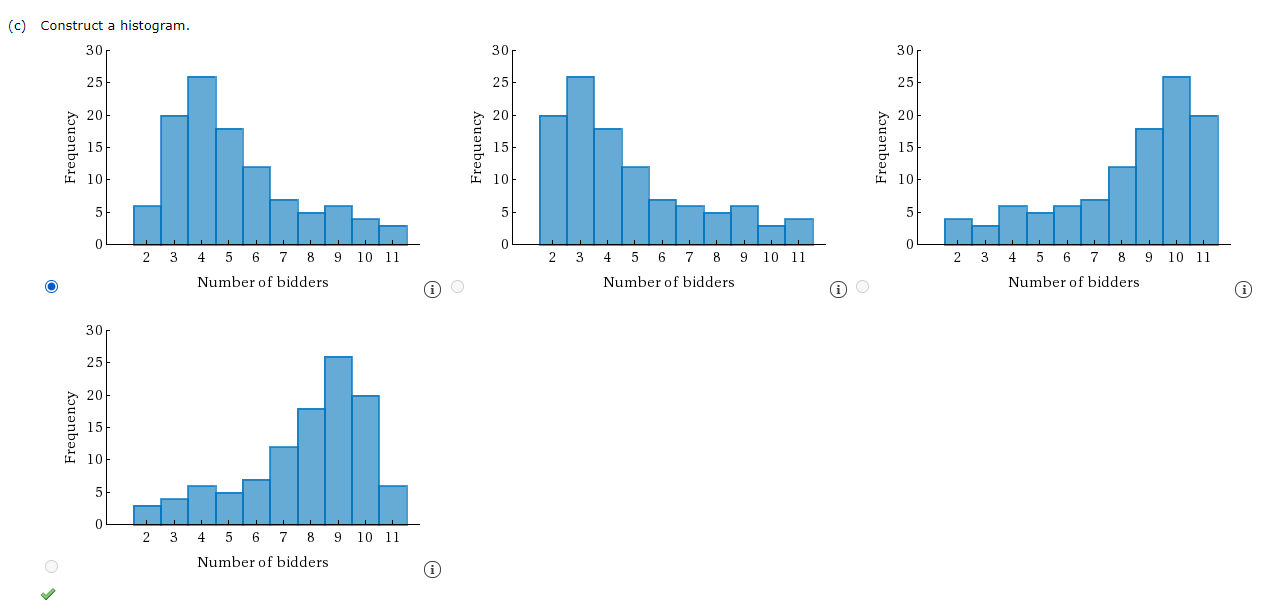 (c) Construct a histogram.
30 30 30
25 25 25
20 20 20
15 15 15
10 10 10
5 5 5
0 0 0
Frequency Frequency Frequency
2 3 4 5 6 7 8 9 10 11 2 3 4 5 6 7 8 9 10 11 2 3 4 5 6 7 8 9 10 11
Number of bidders Number of bidders Number of bidders
i i i
30
25
20
15
10
5
0
Frequency
2 3 4 5 6 7 8 9 10 11
Number of bidders
i